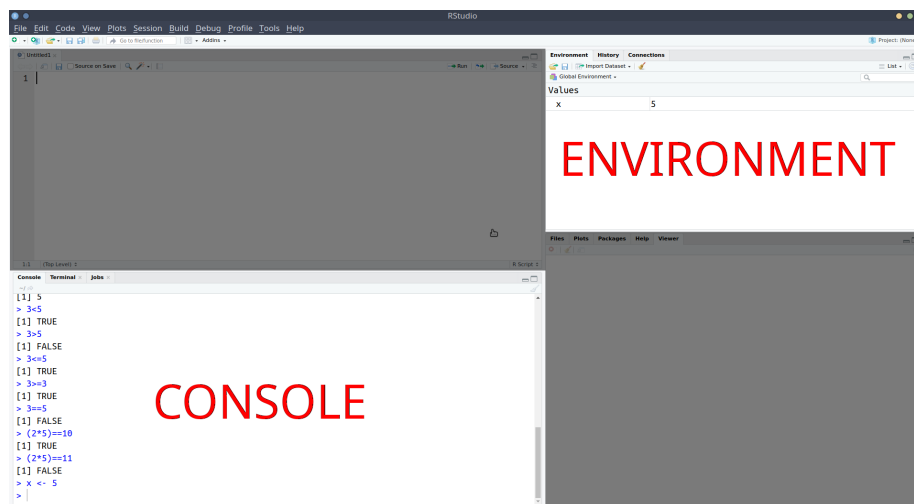 RStudio
File Edit Code View Plots Session Build Debug Profile Tools Help
Go to file/function Addins Project: (None
Untitled1
Source on Save Run Source
1
1:1 (Top Level) R Script
Console Terminal Jobs
~/
[1] 5
> 3<5
[1] TRUE
> 3>5
[1] FALSE
> 3<=5
[1] TRUE
> 3>=3
[1] TRUE
> 3==5
[1] FALSE
> (2*5)==10
[1] TRUE
> (2*5)==11
[1] FALSE
> x <- 5
>
CONSOLE
Environment History Connections
Import Dataset List
Global Environment
Values
x 5
ENVIRONMENT
Files Plots Packages Help Viewer